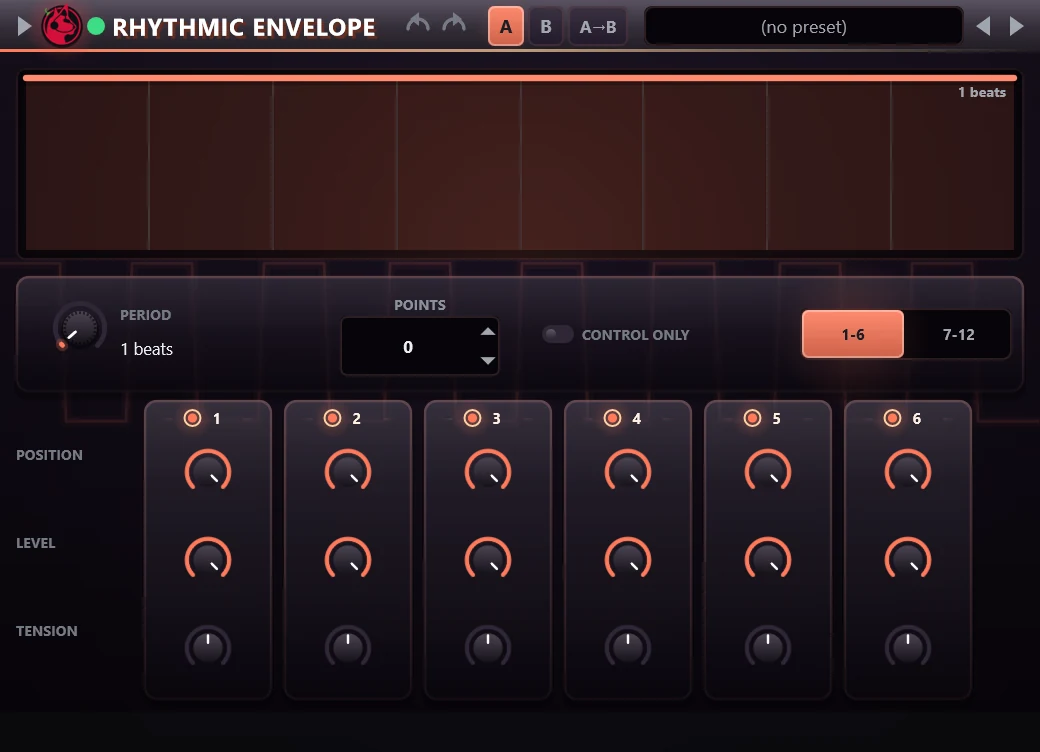 RHYTHMIC ENVELOPE
A
B
A→B
(no preset)
1 beats
PERIOD
1 beats
POINTS
0
CONTROL ONLY
1-6
7-12
1
2
3
4
5
6
POSITION
LEVEL
TENSION